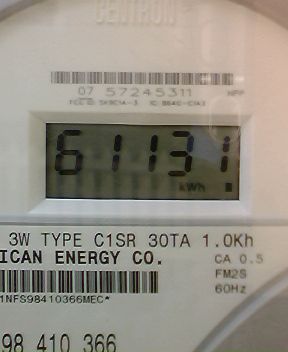 CENTRON
07 57245311
61131
kWh
3W TYPE C1SR 30TA 1.0Kh
ICAN ENERGY CO.
CA 0.5
FM2S
60Hz
1NFS98410366MEC*
98 410 366